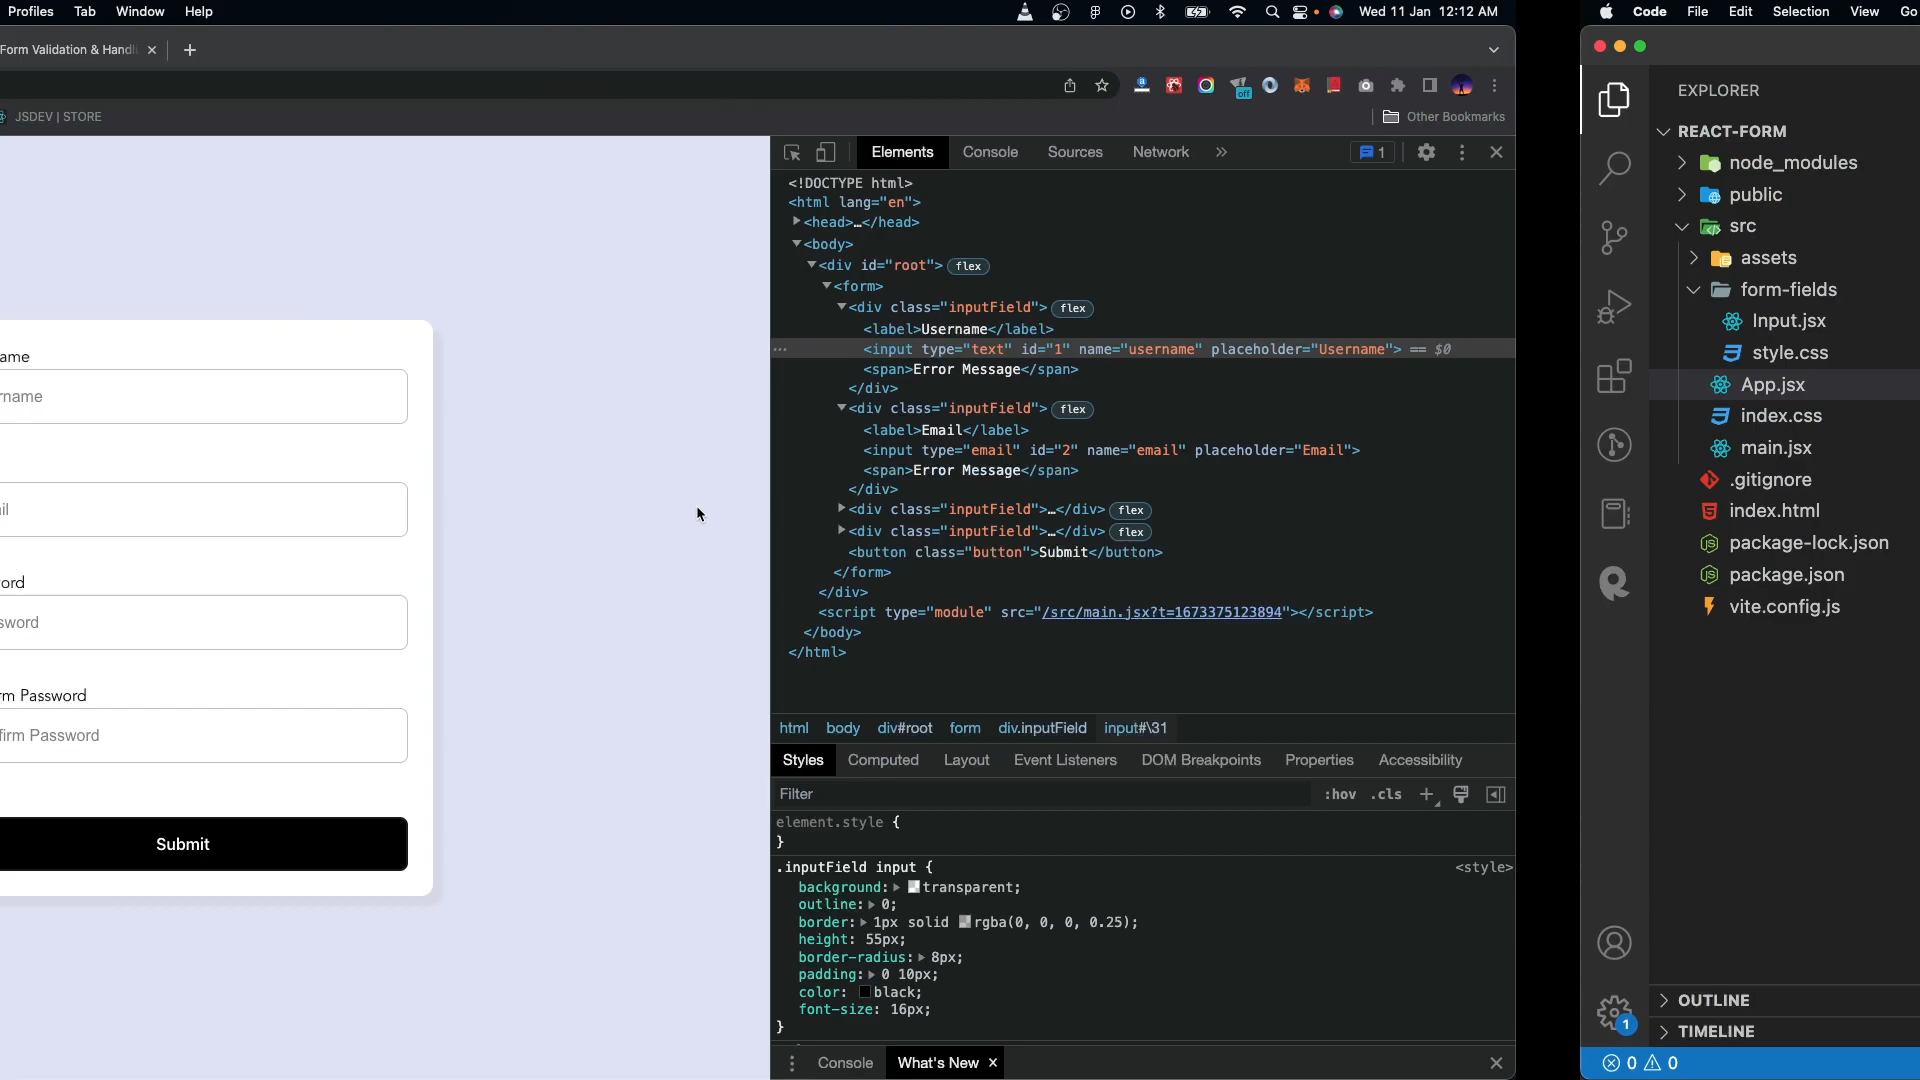 Profiles Tab Window Help
Wed 11 Jan 12:12 AM
Form Validation & Handl
off
JSDEV | STORE
Other Bookmarks
Elements Console Sources Network 1
<!DOCTYPE html>
<html lang="en">
<head>…</head>
<body>
<div id="root"> flex
<form>
<div class="inputField"> flex
<label>Username</label>
<input type="text" id="1" name="username" placeholder="Username"> == $0
<span>Error Message</span>
</div>
<div class="inputField"> flex
<label>Email</label>
<input type="email" id="2" name="email" placeholder="Email">
<span>Error Message</span>
</div>
<div class="inputField">…</div> flex
<div class="inputField">…</div> flex
<button class="button">Submit</button>
</form>
</div>
<script type="module" src="/src/main.jsx?t=1673375123894"></script>
</body>
</html>
html body div#root form div.inputField input#\31
Styles Computed Layout Event Listeners DOM Breakpoints Properties Accessibility
Filter :hov .cls
element.style {
}
.inputField input { <style>
background: transparent;
outline: 0;
border: 1px solid rgba(0, 0, 0, 0.25);
height: 55px;
border-radius: 8px;
padding: 0 10px;
color: black;
font-size: 16px;
}
Console What's New
ame
rname
il
ord
sword
rm Password
firm Password
Submit
Code File Edit Selection View Go
EXPLORER
REACT-FORM
node_modules
public
src
assets
form-fields
Input.jsx
style.css
App.jsx
index.css
main.jsx
.gitignore
index.html
package-lock.json
package.json
vite.config.js
OUTLINE
1
TIMELINE
0 0